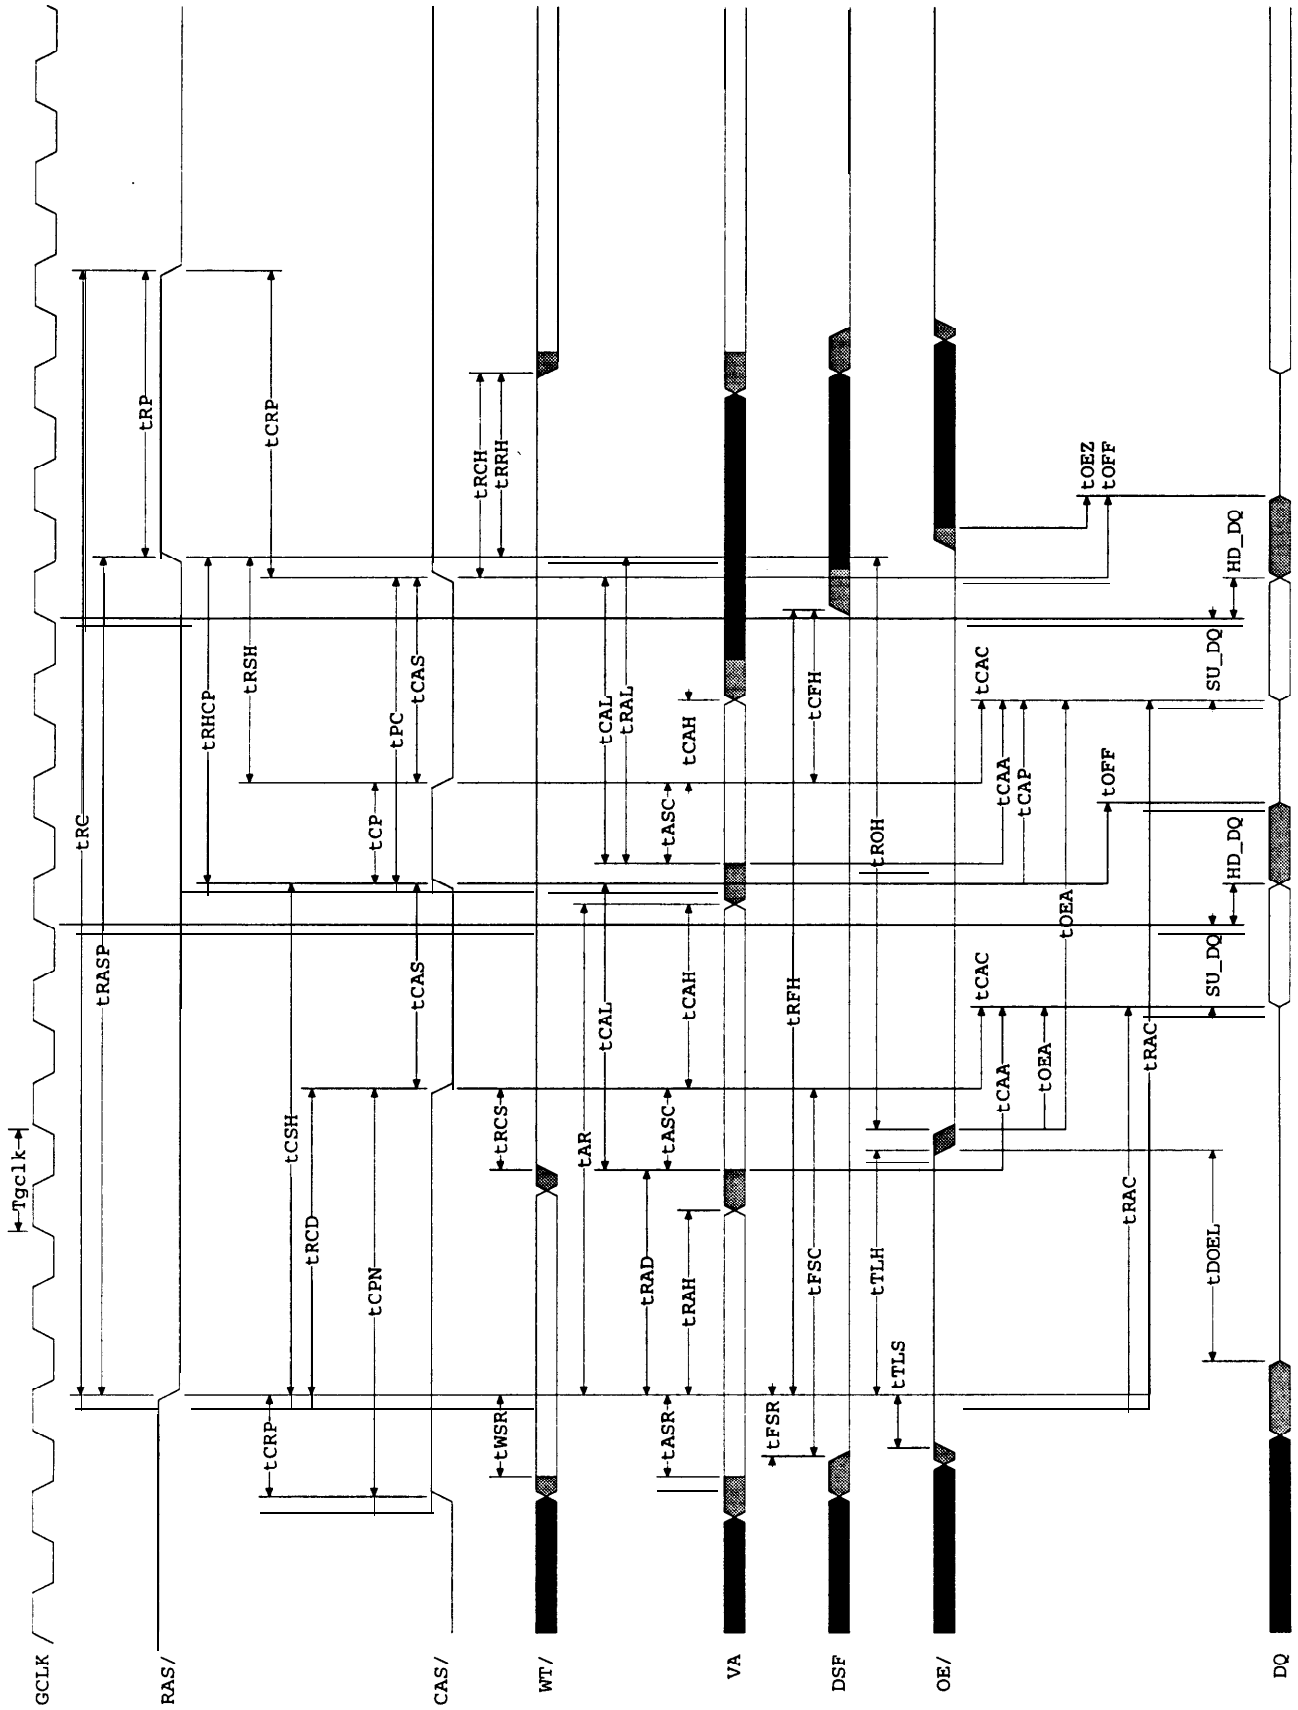 GCLK
Tgclk
RAS/
tRC
tRASP
tRP
tRHCP
tRSH
tCRP
tCRP
tCSH
tRCD
tCPN
tCP
tPC
CAS/
tCAS
tCAS
tRCH
tRRH
tWSR
tRCS
WT/
tAR
tCAL
tCAL
tRAL
tRAD
tASR
tASC
tASC
tRAH
tCAH
tCAH
VA
tFSR
tRFH
tFSC
tCFH
DSF
tTLH
tROH
tTLS
OE/
tCAC
tCAC
tCAA
tCAA
tCAP
tOEA
tOEA
tOEZ
tOFF
tOFF
tRAC
tRAC
tDOEL
SU_DQ
HD_DQ
SU_DQ
HD_DQ
DQ